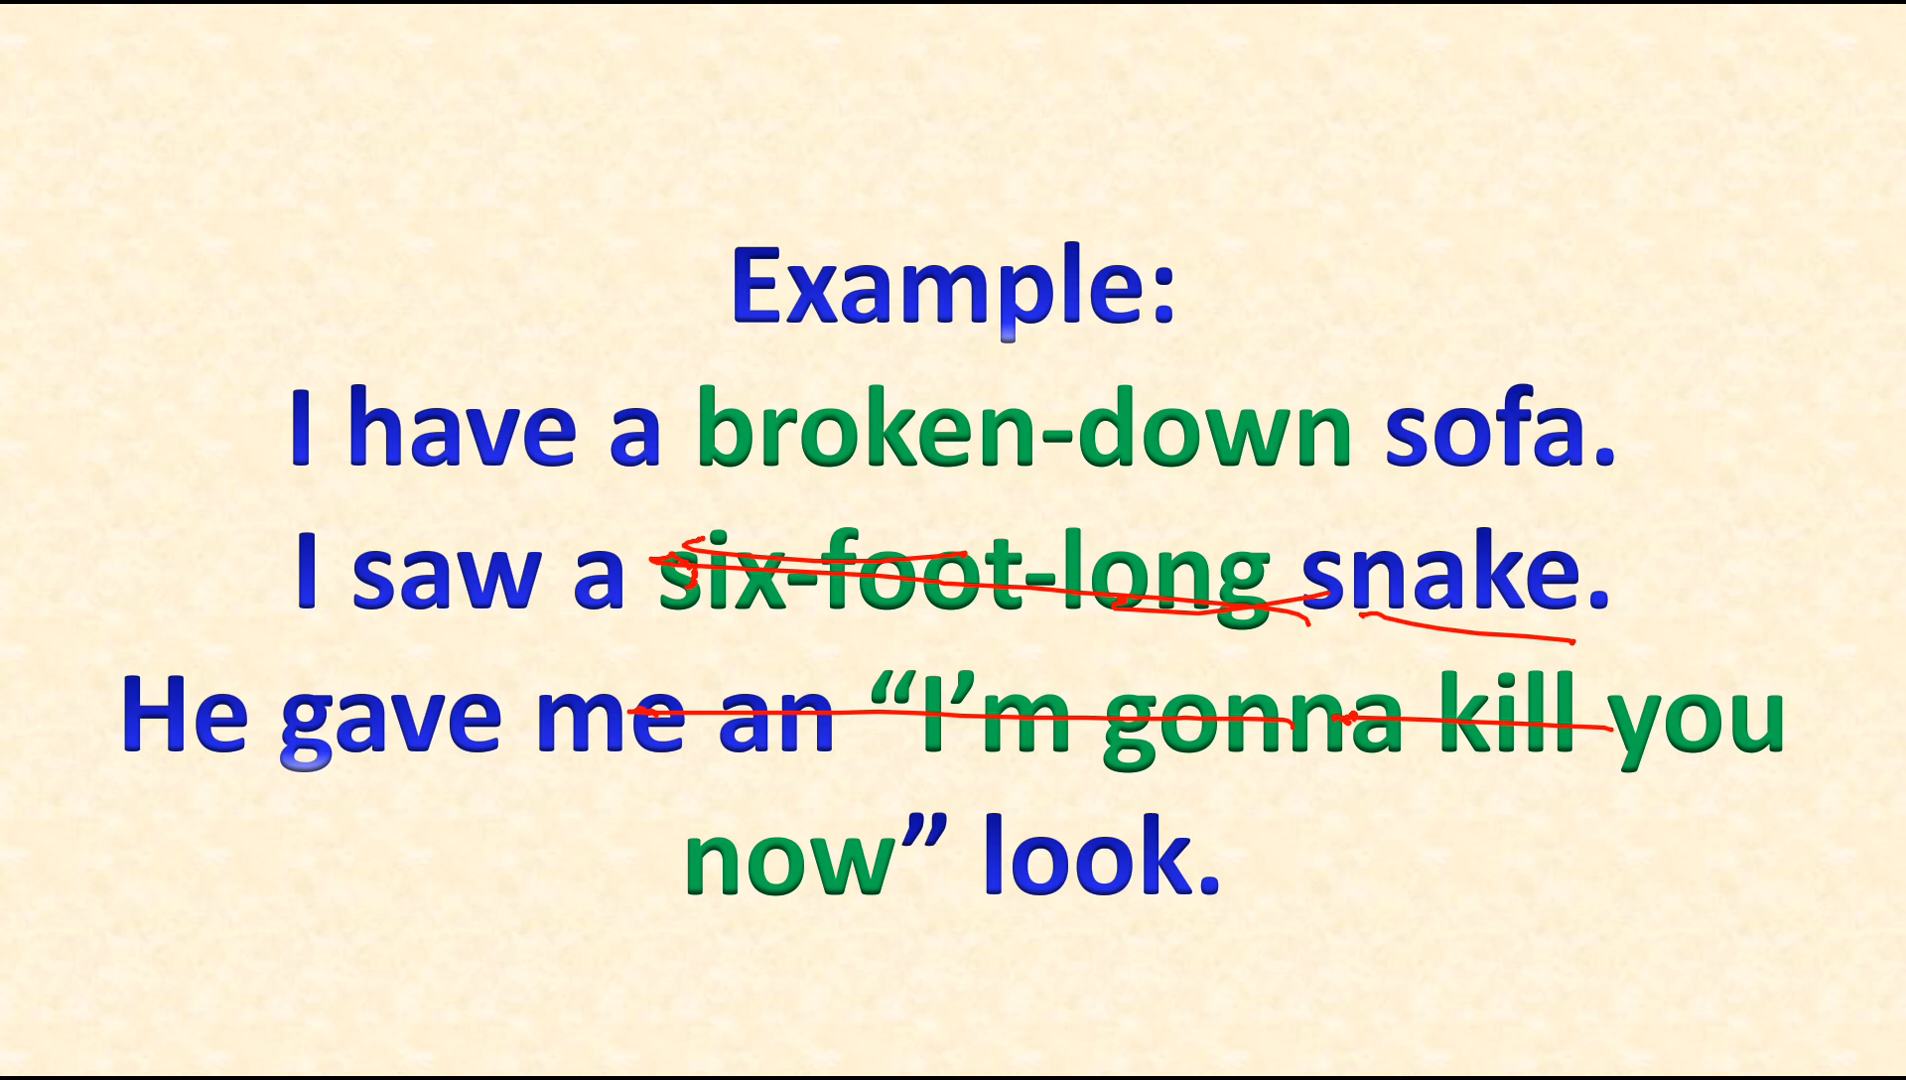 Example:
I have a broken-down sofa.
I saw a six-foot-long snake.
He gave me an “I’m gonna kill you
now” look.